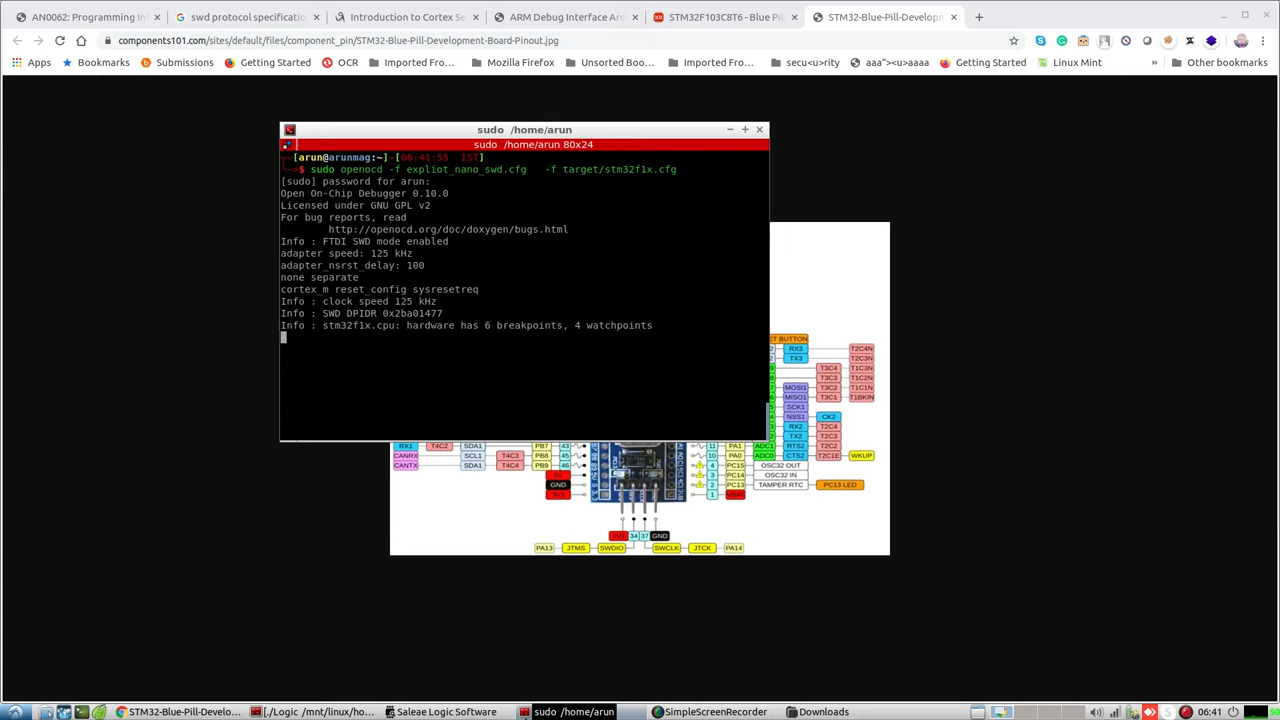 AN0062: Programming In
swd protocol specificatio
Introduction to Cortex Se
ARM Debug Interface Arc
STM32F103C8T6 - Blue Pill
STM32-Blue-Pill-Developm
components101.com/sites/default/files/component_pin/STM32-Blue-Pill-Development-Board-Pinout.jpg
Apps Bookmarks Submissions Getting Started OCR Imported Fro... Mozilla Firefox Unsorted Boo... Imported Fro... secu<u>rity aaa"><u>aaaa Getting Started Linux Mint » Other bookmarks
sudo /home/arun
sudo /home/arun 80x24
[arun@arunmag:~]-[06:41:55 IST]
$ sudo openocd -f expliot_nano_swd.cfg -f target/stm32f1x.cfg
[sudo] password for arun:
Open On-Chip Debugger 0.10.0
Licensed under GNU GPL v2
For bug reports, read
http://openocd.org/doc/doxygen/bugs.html
Info : FTDI SWD mode enabled
adapter speed: 125 kHz
adapter_nsrst_delay: 100
none separate
cortex_m reset_config sysresetreq
Info : clock speed 125 kHz
Info : SWD DPIDR 0x2ba01477
Info : stm32f1x.cpu: hardware has 6 breakpoints, 4 watchpoints
ET BUTTON
RX3 T2C4N
TX3 T2C3N
T3C4 T1C3N
T3C3 T1C2N
MOSI1 T3C2 T1C1N
MISO1 T3C1 T1BKIN
SCK1
NSS1 CK2
RX2 T2C4
TX2 T2C3
RX1 T4C2 SDA1 PB7 43 11 PA1 ADC1 RTS2 T2C2
CANRX SCL1 T4C3 PB8 45 10 PA0 ADC0 CTS2 T2C1E WKUP
CANTX SDA1 T4C4 PB9 46 4 PC15 OSC32 OUT
3 PC14 OSC32 IN
GND 2 PC13 TAMPER RTC PC13 LED
3V3 1 VBAT
3V3 34 37 GND
PA13 JTMS SWDIO SWCLK JTCK PA14
STM32-Blue-Pill-Develo...
[./Logic /mnt/linux/ho...
Saleae Logic Software
sudo /home/arun
SimpleScreenRecorder
Downloads
06:41